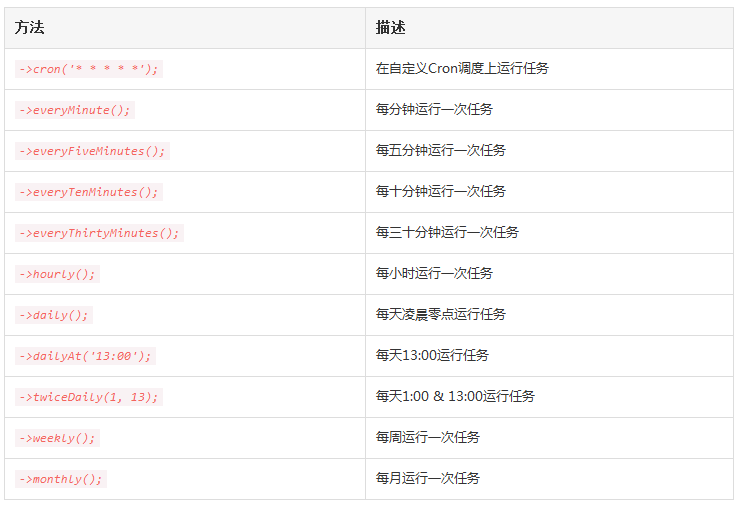 方法 描述
->cron('* * * * *'); 在自定义Cron调度上运行任务
->everyMinute(); 每分钟运行一次任务
->everyFiveMinutes(); 每五分钟运行一次任务
->everyTenMinutes(); 每十分钟运行一次任务
->everyThirtyMinutes(); 每三十分钟运行一次任务
->hourly(); 每小时运行一次任务
->daily(); 每天凌晨零点运行任务
->dailyAt('13:00'); 每天13:00运行任务
->twiceDaily(1, 13); 每天1:00 & 13:00运行任务
->weekly(); 每周运行一次任务
->monthly(); 每月运行一次任务